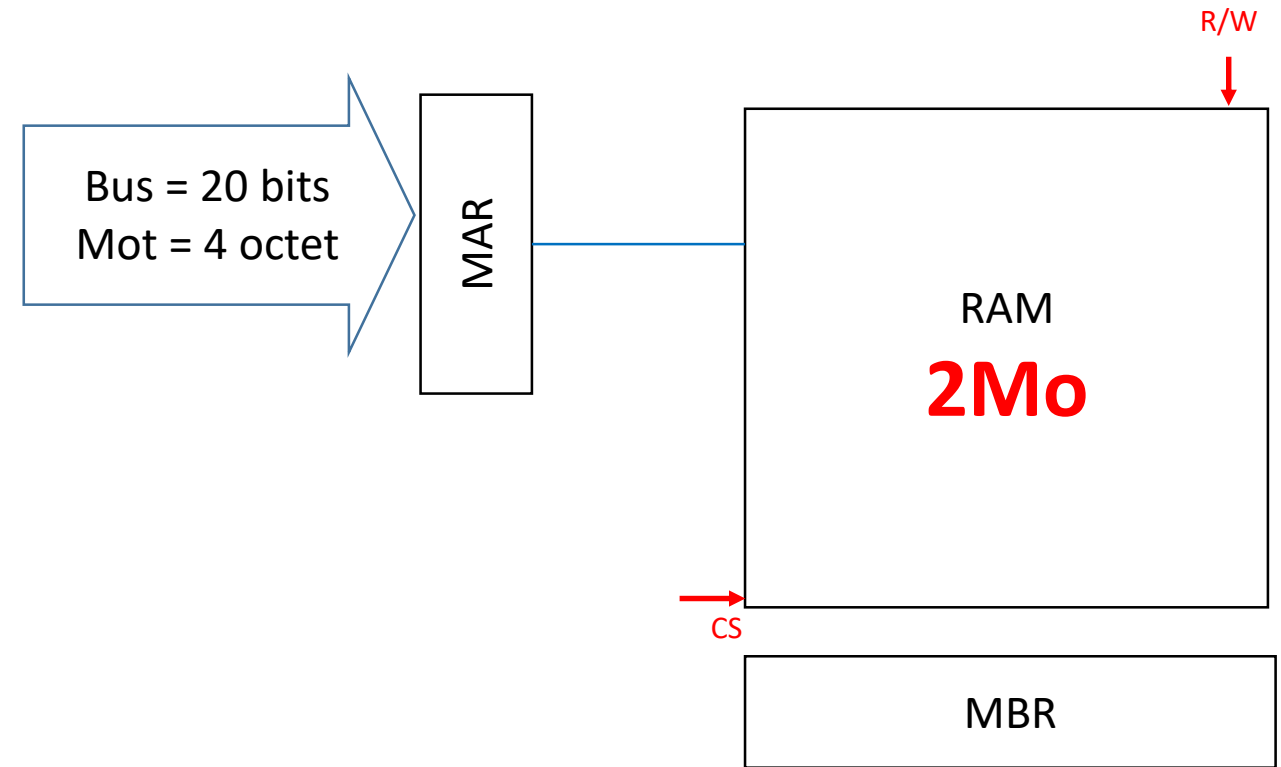 R/W
Bus = 20 bits
Mot = 4 octet
MAR
RAM
2Mo
CS
MBR